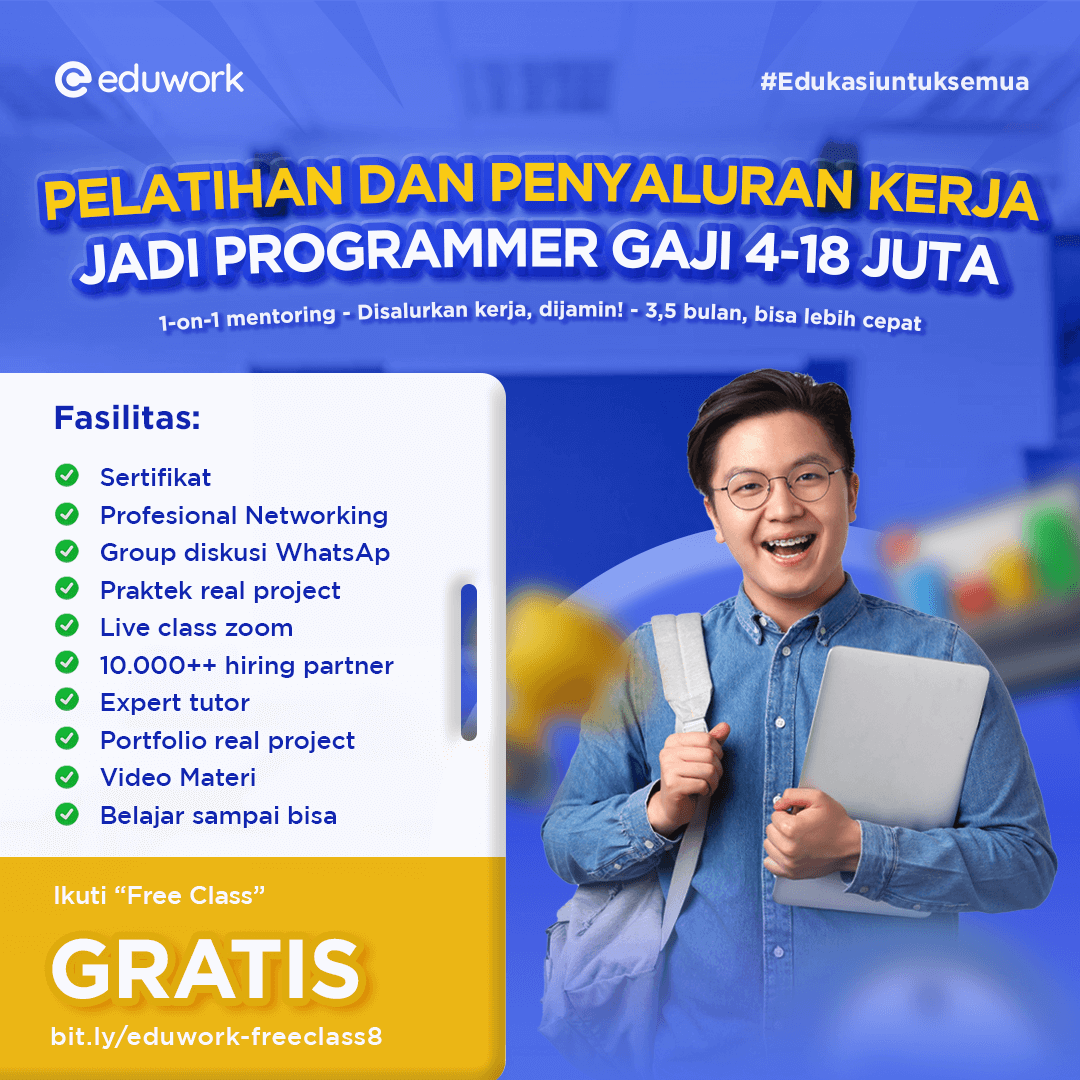 eduwork
#Edukasiuntuksemua
PELATIHAN DAN PENYALURAN KERJA
JADI PROGRAMMER GAJI 4-18 JUTA
1-on-1 mentoring - Disalurkan kerja, dijamin! - 3,5 bulan, bisa lebih cepat
Fasilitas:
Sertifikat
Profesional Networking
Group diskusi WhatsAp
Praktek real project
Live class zoom
10.000++ hiring partner
Expert tutor
Portfolio real project
Video Materi
Belajar sampai bisa
Ikuti “Free Class”
GRATIS
bit.ly/eduwork-freeclass8